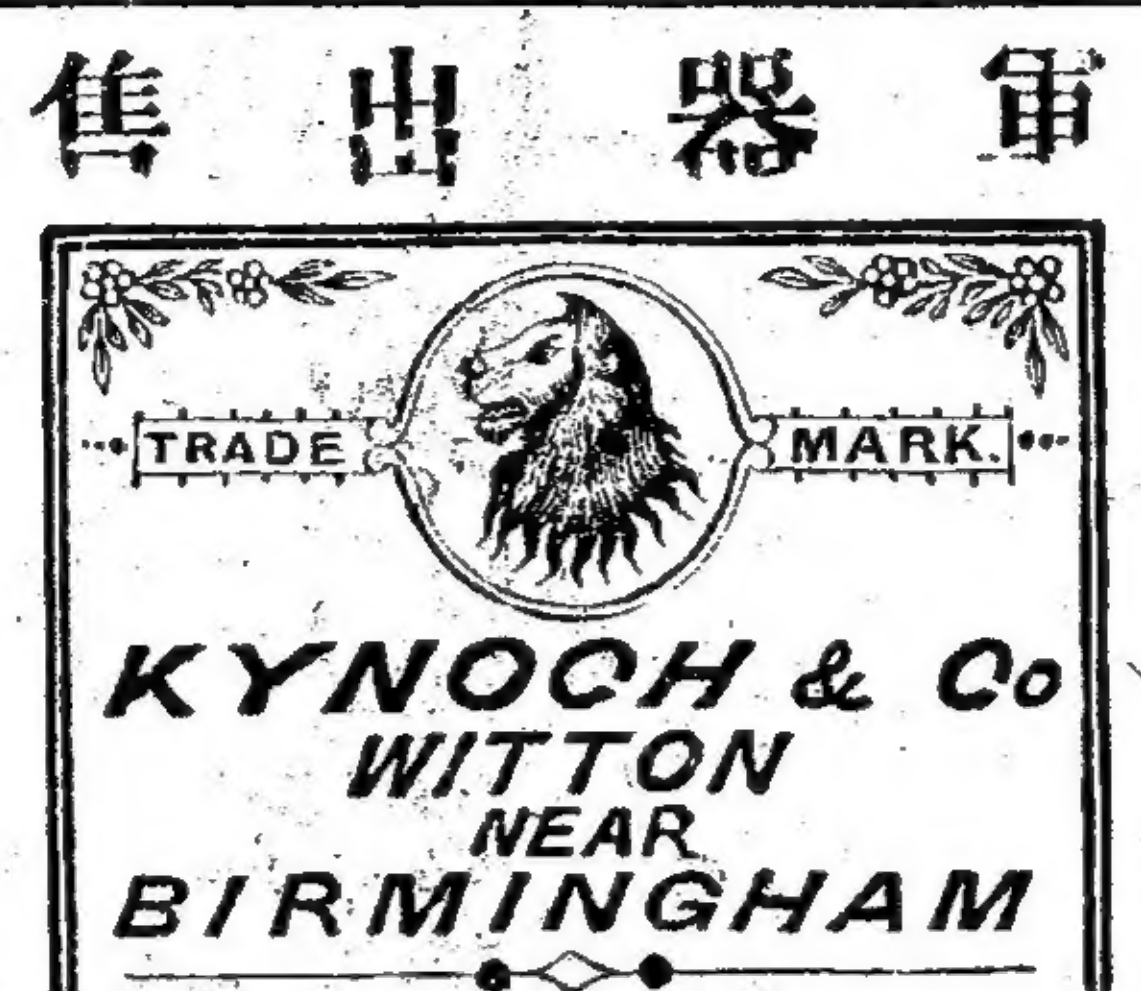 軍器出售
TRADE MARK.
KYNOCH & Co
WITTON
NEAR
BIRMINGHAM